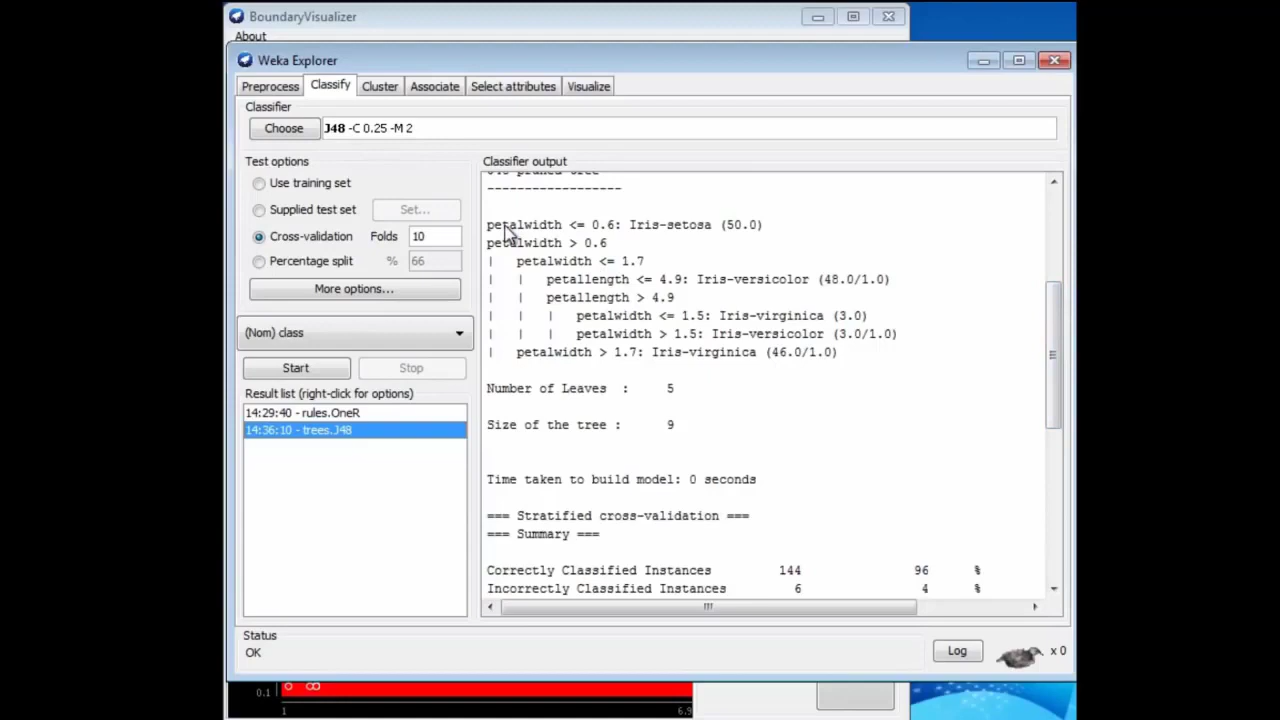 BoundaryVisualizer
About
Weka Explorer
Preprocess Classify Cluster Associate Select attributes Visualize
Classifier
Choose J48 -C 0.25 -M 2
Test options
Use training set
Supplied test set Set...
Cross-validation Folds 10
Percentage split % 66
More options...
(Nom) class
Start Stop
Result list (right-click for options)
14:29:40 - rules.OneR
14:36:10 - trees.J48
Classifier output
------------------
petalwidth <= 0.6: Iris-setosa (50.0)
petalwidth > 0.6
| petalwidth <= 1.7
| | petallength <= 4.9: Iris-versicolor (48.0/1.0)
| | petallength > 4.9
| | | petalwidth <= 1.5: Iris-virginica (3.0)
| | | petalwidth > 1.5: Iris-versicolor (3.0/1.0)
| petalwidth > 1.7: Iris-virginica (46.0/1.0)
Number of Leaves : 5
Size of the tree : 9
Time taken to build model: 0 seconds
=== Stratified cross-validation ===
=== Summary ===
Correctly Classified Instances 144 96 %
Incorrectly Classified Instances 6 4 %
Status
OK
Log x 0
0.1
1 6.9